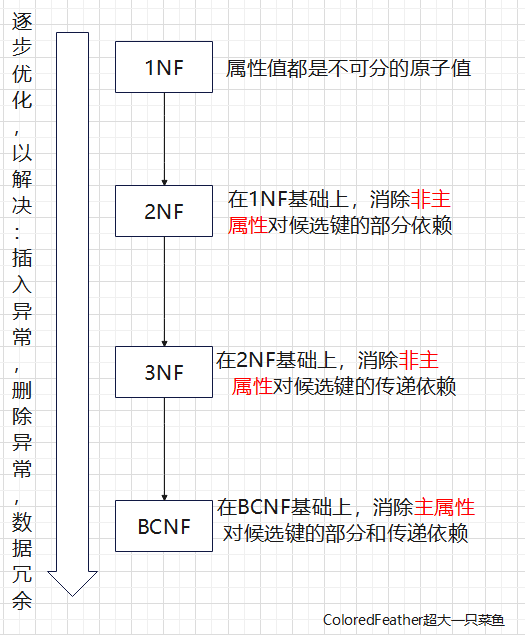 逐步优化，以解决：插入异常，删除异常，数据冗余
1NF
属性值都是不可分的原子值
2NF
在1NF基础上，消除非主
属性对候选键的部分依赖
3NF
在2NF基础上，消除非主
属性对候选键的传递依赖
BCNF
在BCNF基础上，消除主属性
对候选键的部分和传递依赖
ColoredFeather超大一只菜鱼